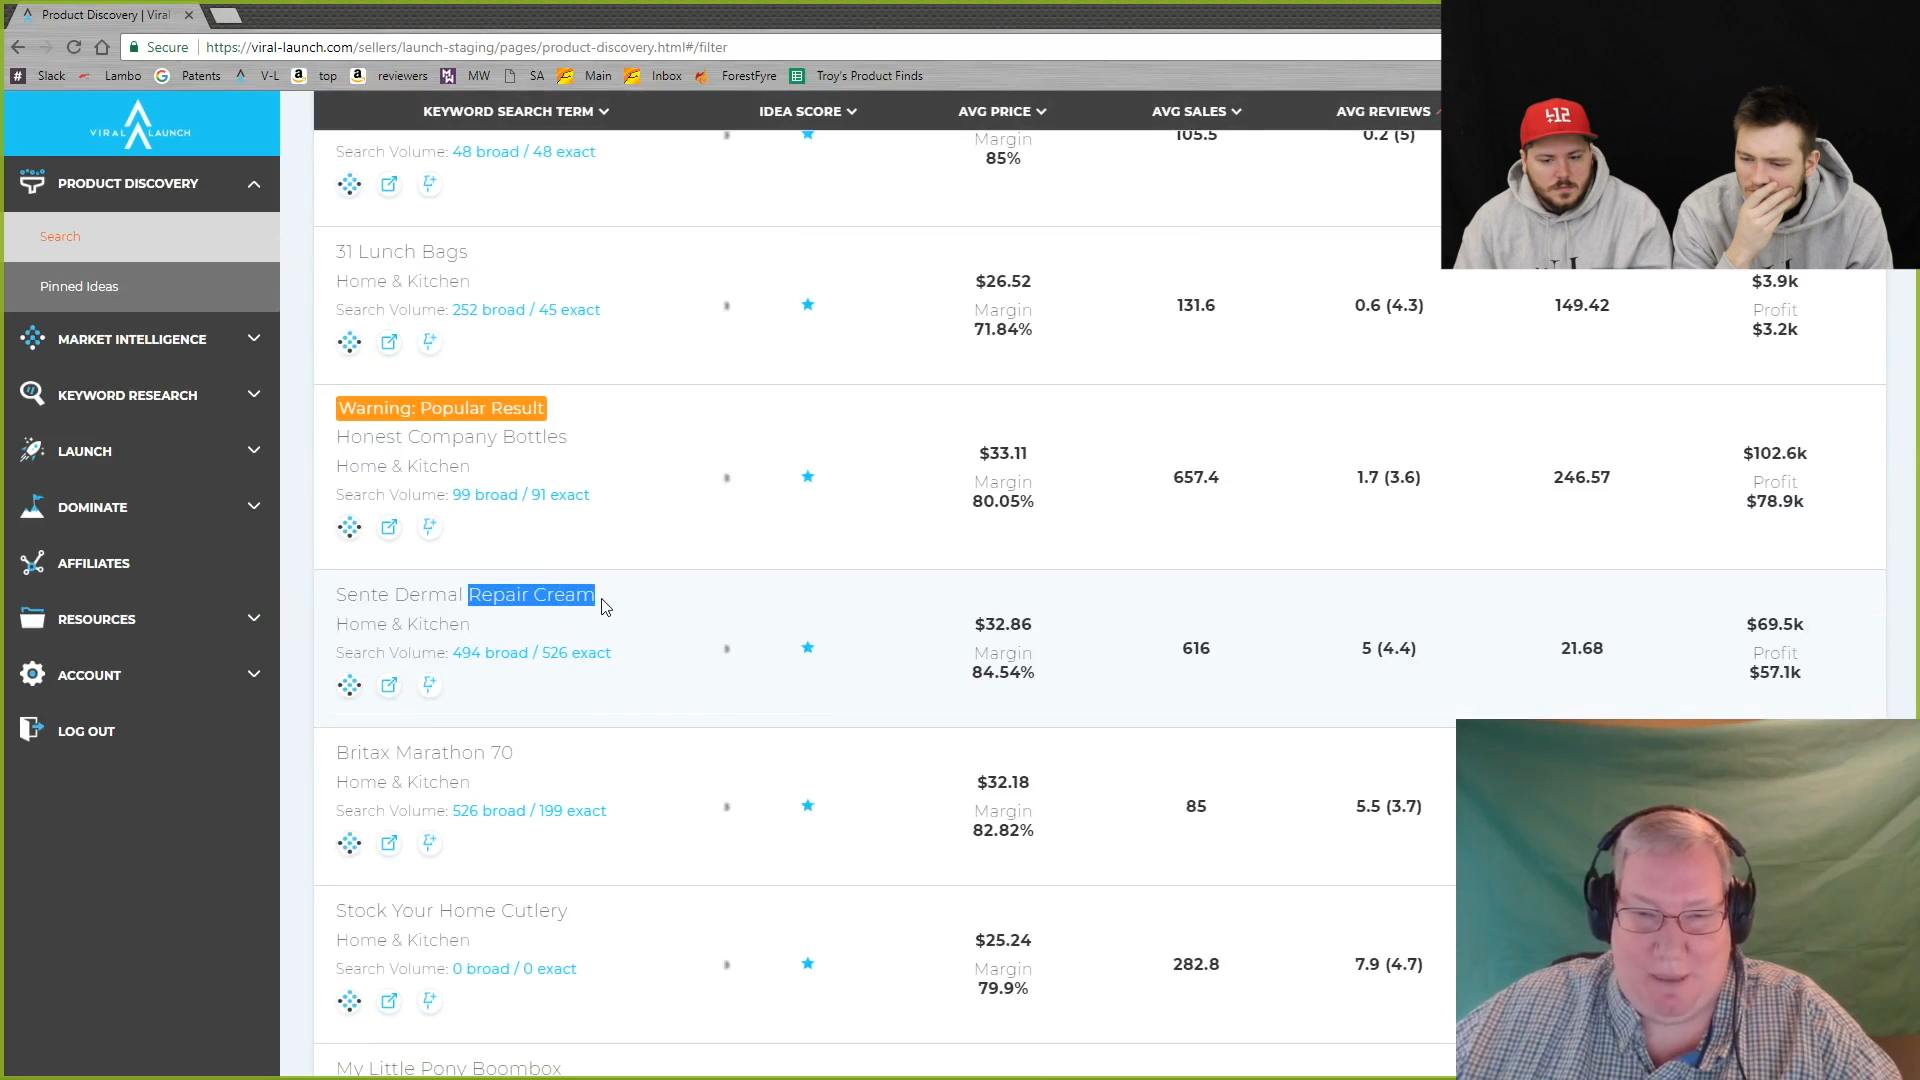 Product Discovery | Viral
Secure
https://viral-launch.com/sellers/launch-staging/pages/product-discovery.html#/filter
Slack
Lambo
Patents
V-L
top
reviewers
MW
SA
Main
Inbox
ForestFyre
Troy's Product Finds
VIRAL LAUNCH
PRODUCT DISCOVERY
Search
Pinned Ideas
MARKET INTELLIGENCE
KEYWORD RESEARCH
LAUNCH
DOMINATE
AFFILIATES
RESOURCES
ACCOUNT
LOG OUT
KEYWORD SEARCH TERM
IDEA SCORE
AVG PRICE
AVG SALES
AVG REVIEWS
Search Volume: 48 broad / 48 exact
Margin
85%
105.5
0.2 (5)
31 Lunch Bags
Home & Kitchen
Search Volume: 252 broad / 45 exact
$26.52
Margin
71.84%
131.6
0.6 (4.3)
149.42
$3.9k
Profit
$3.2k
Warning: Popular Result
Honest Company Bottles
Home & Kitchen
Search Volume: 99 broad / 91 exact
$33.11
Margin
80.05%
657.4
1.7 (3.6)
246.57
$102.6k
Profit
$78.9k
Sente Dermal Repair Cream
Home & Kitchen
Search Volume: 494 broad / 526 exact
$32.86
Margin
84.54%
616
5 (4.4)
21.68
$69.5k
Profit
$57.1k
Britax Marathon 70
Home & Kitchen
Search Volume: 526 broad / 199 exact
$32.18
Margin
82.82%
85
5.5 (3.7)
Stock Your Home Cutlery
Home & Kitchen
Search Volume: 0 broad / 0 exact
$25.24
Margin
79.9%
282.8
7.9 (4.7)
My Little Pony Boombox